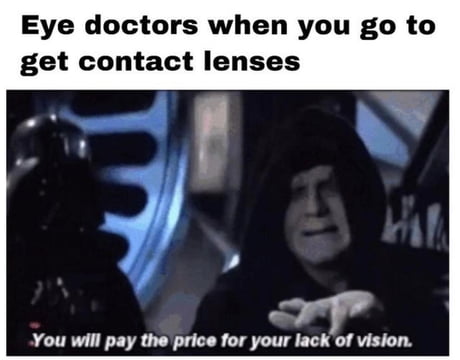 Eye doctors when you go to
get contact lenses
You will pay the price for your lack of vision.